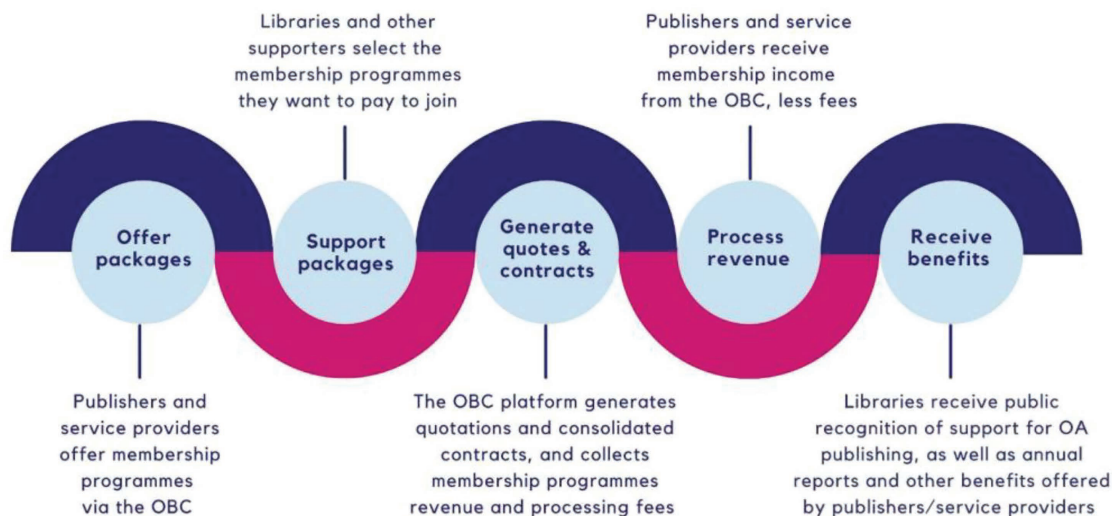 Libraries and other
supporters select the
membership programmes
they want to pay to join
Publishers and service
providers receive
membership income
from the OBC, less fees
Offer
packages
Support
packages
Generate
quotes &
contracts
Process
revenue
Receive
benefits
Publishers and
service providers
offer membership
programmes
via the OBC
The OBC platform generates
quotations and consolidated
contracts, and collects
membership programmes
revenue and processing fees
Libraries receive public
recognition of support for OA
publishing, as well as annual
reports and other benefits offered
by publishers/service providers